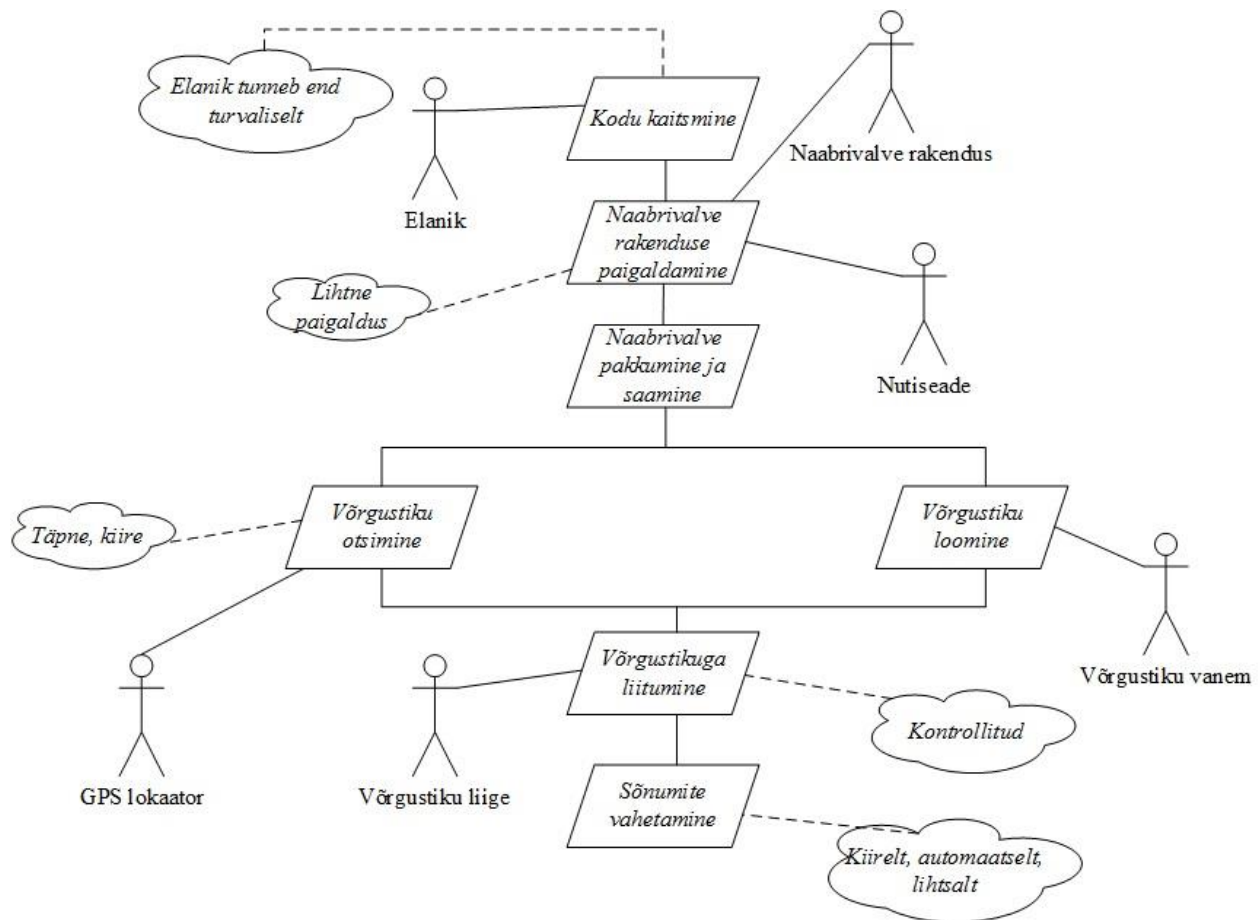 Elanik tunneb end
turvaliselt
Kodu kaitsmine
Naabrivalve rakendus
Elanik
Naabrivalve
rakenduse
paigaldamine
Lihtne
paigaldus
Nutiseade
Naabrivalve
pakkumine ja
saamine
Täpne, kiire
Võrgustiku
otsimine
Võrgustiku
loomine
Võrgustiku vanem
Võrgustikuga
liitumine
Kontrollitud
GPS lokaator
Võrgustiku liige
Sõnumite
vahetamine
Kiirelt, automaatselt,
lihtsalt